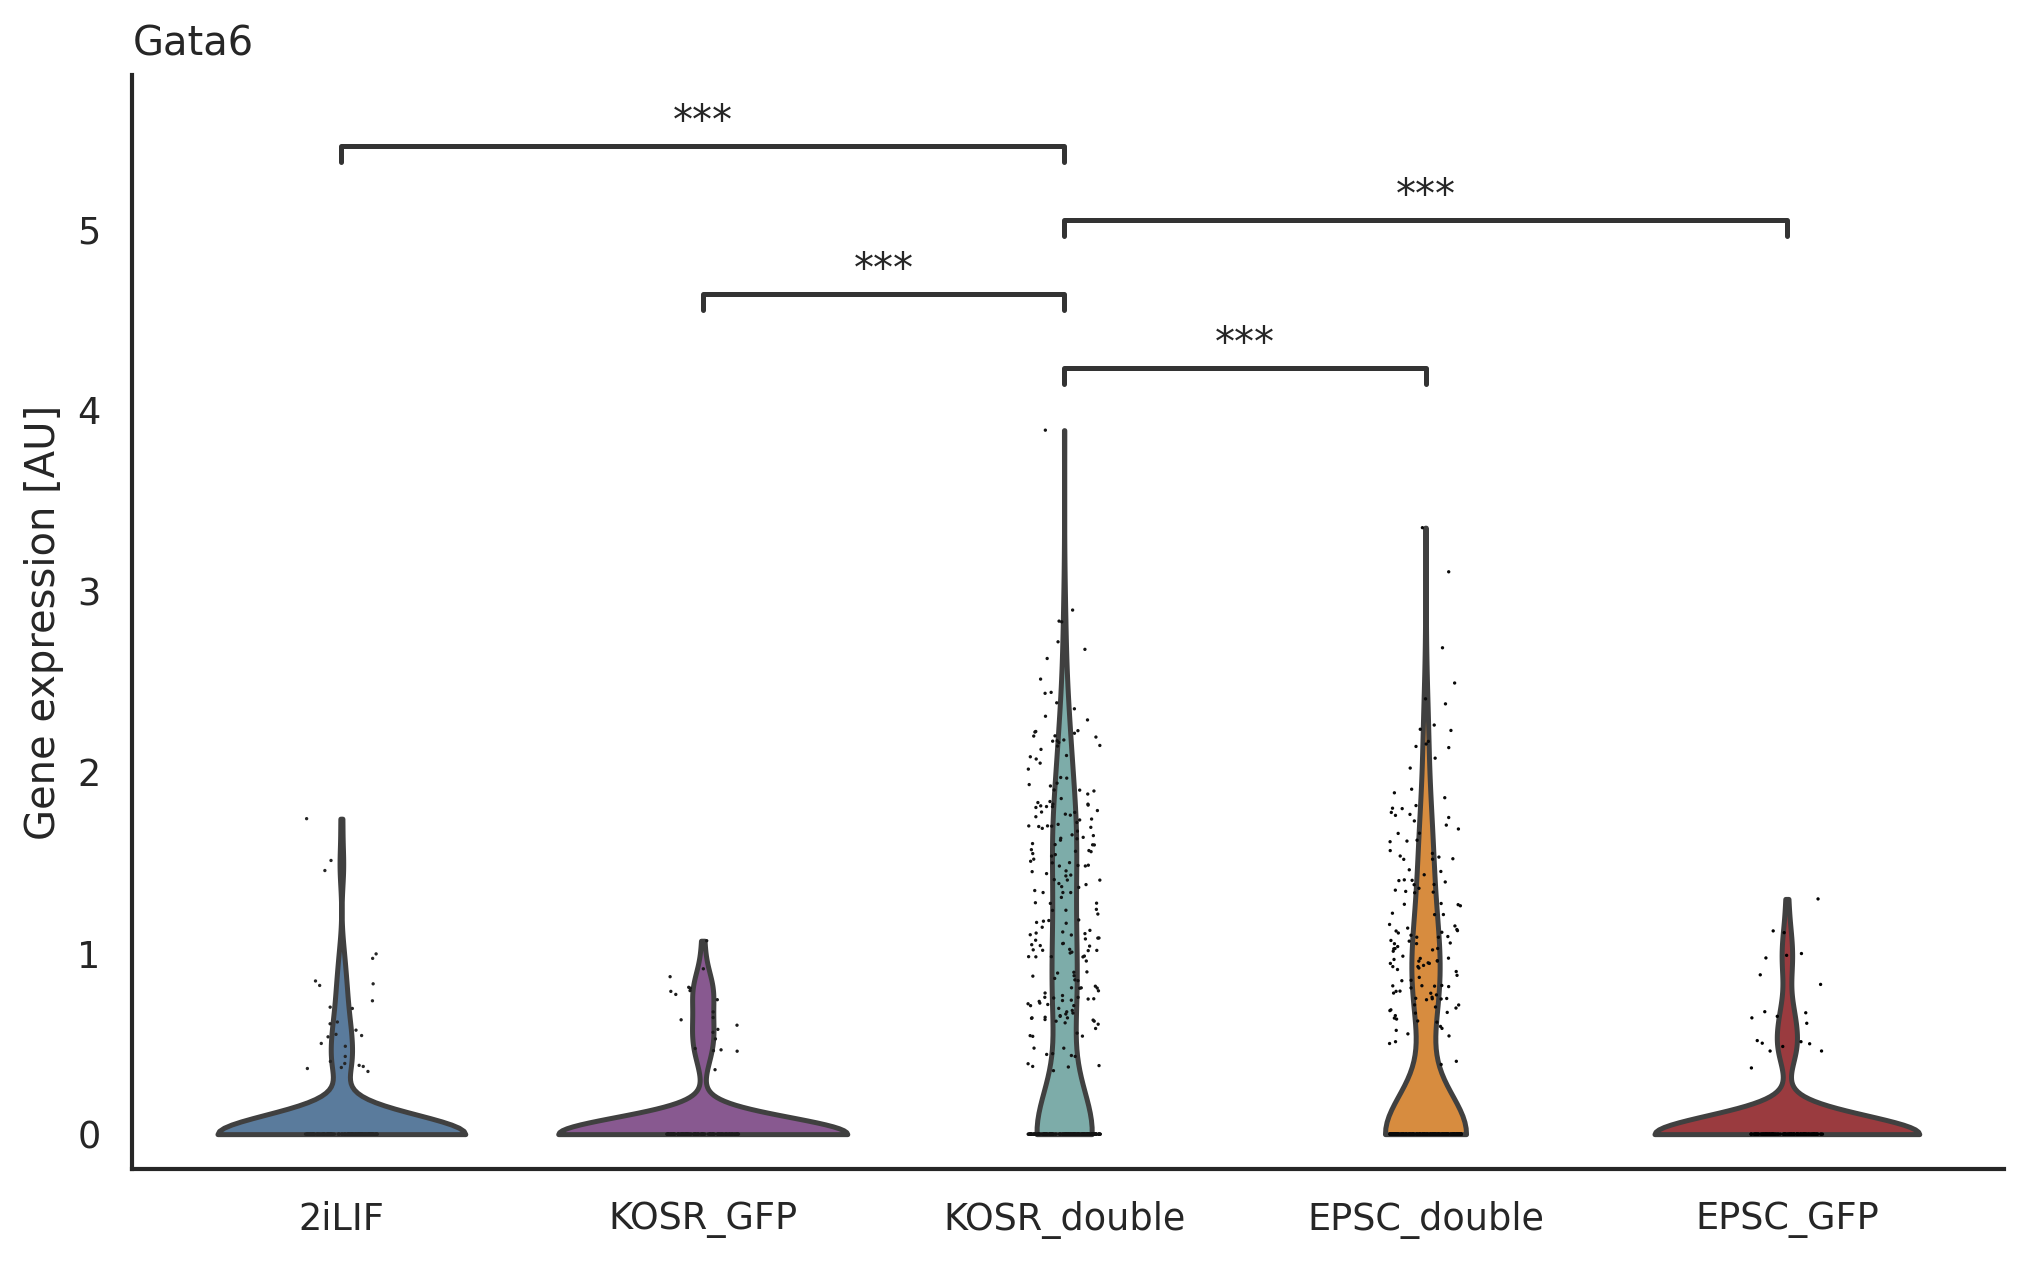 Gata6
***
***
***
***
Gene expression [AU]
5
4
3
2
1
0
2iLIF
KOSR_GFP
KOSR_double
EPSC_double
EPSC_GFP